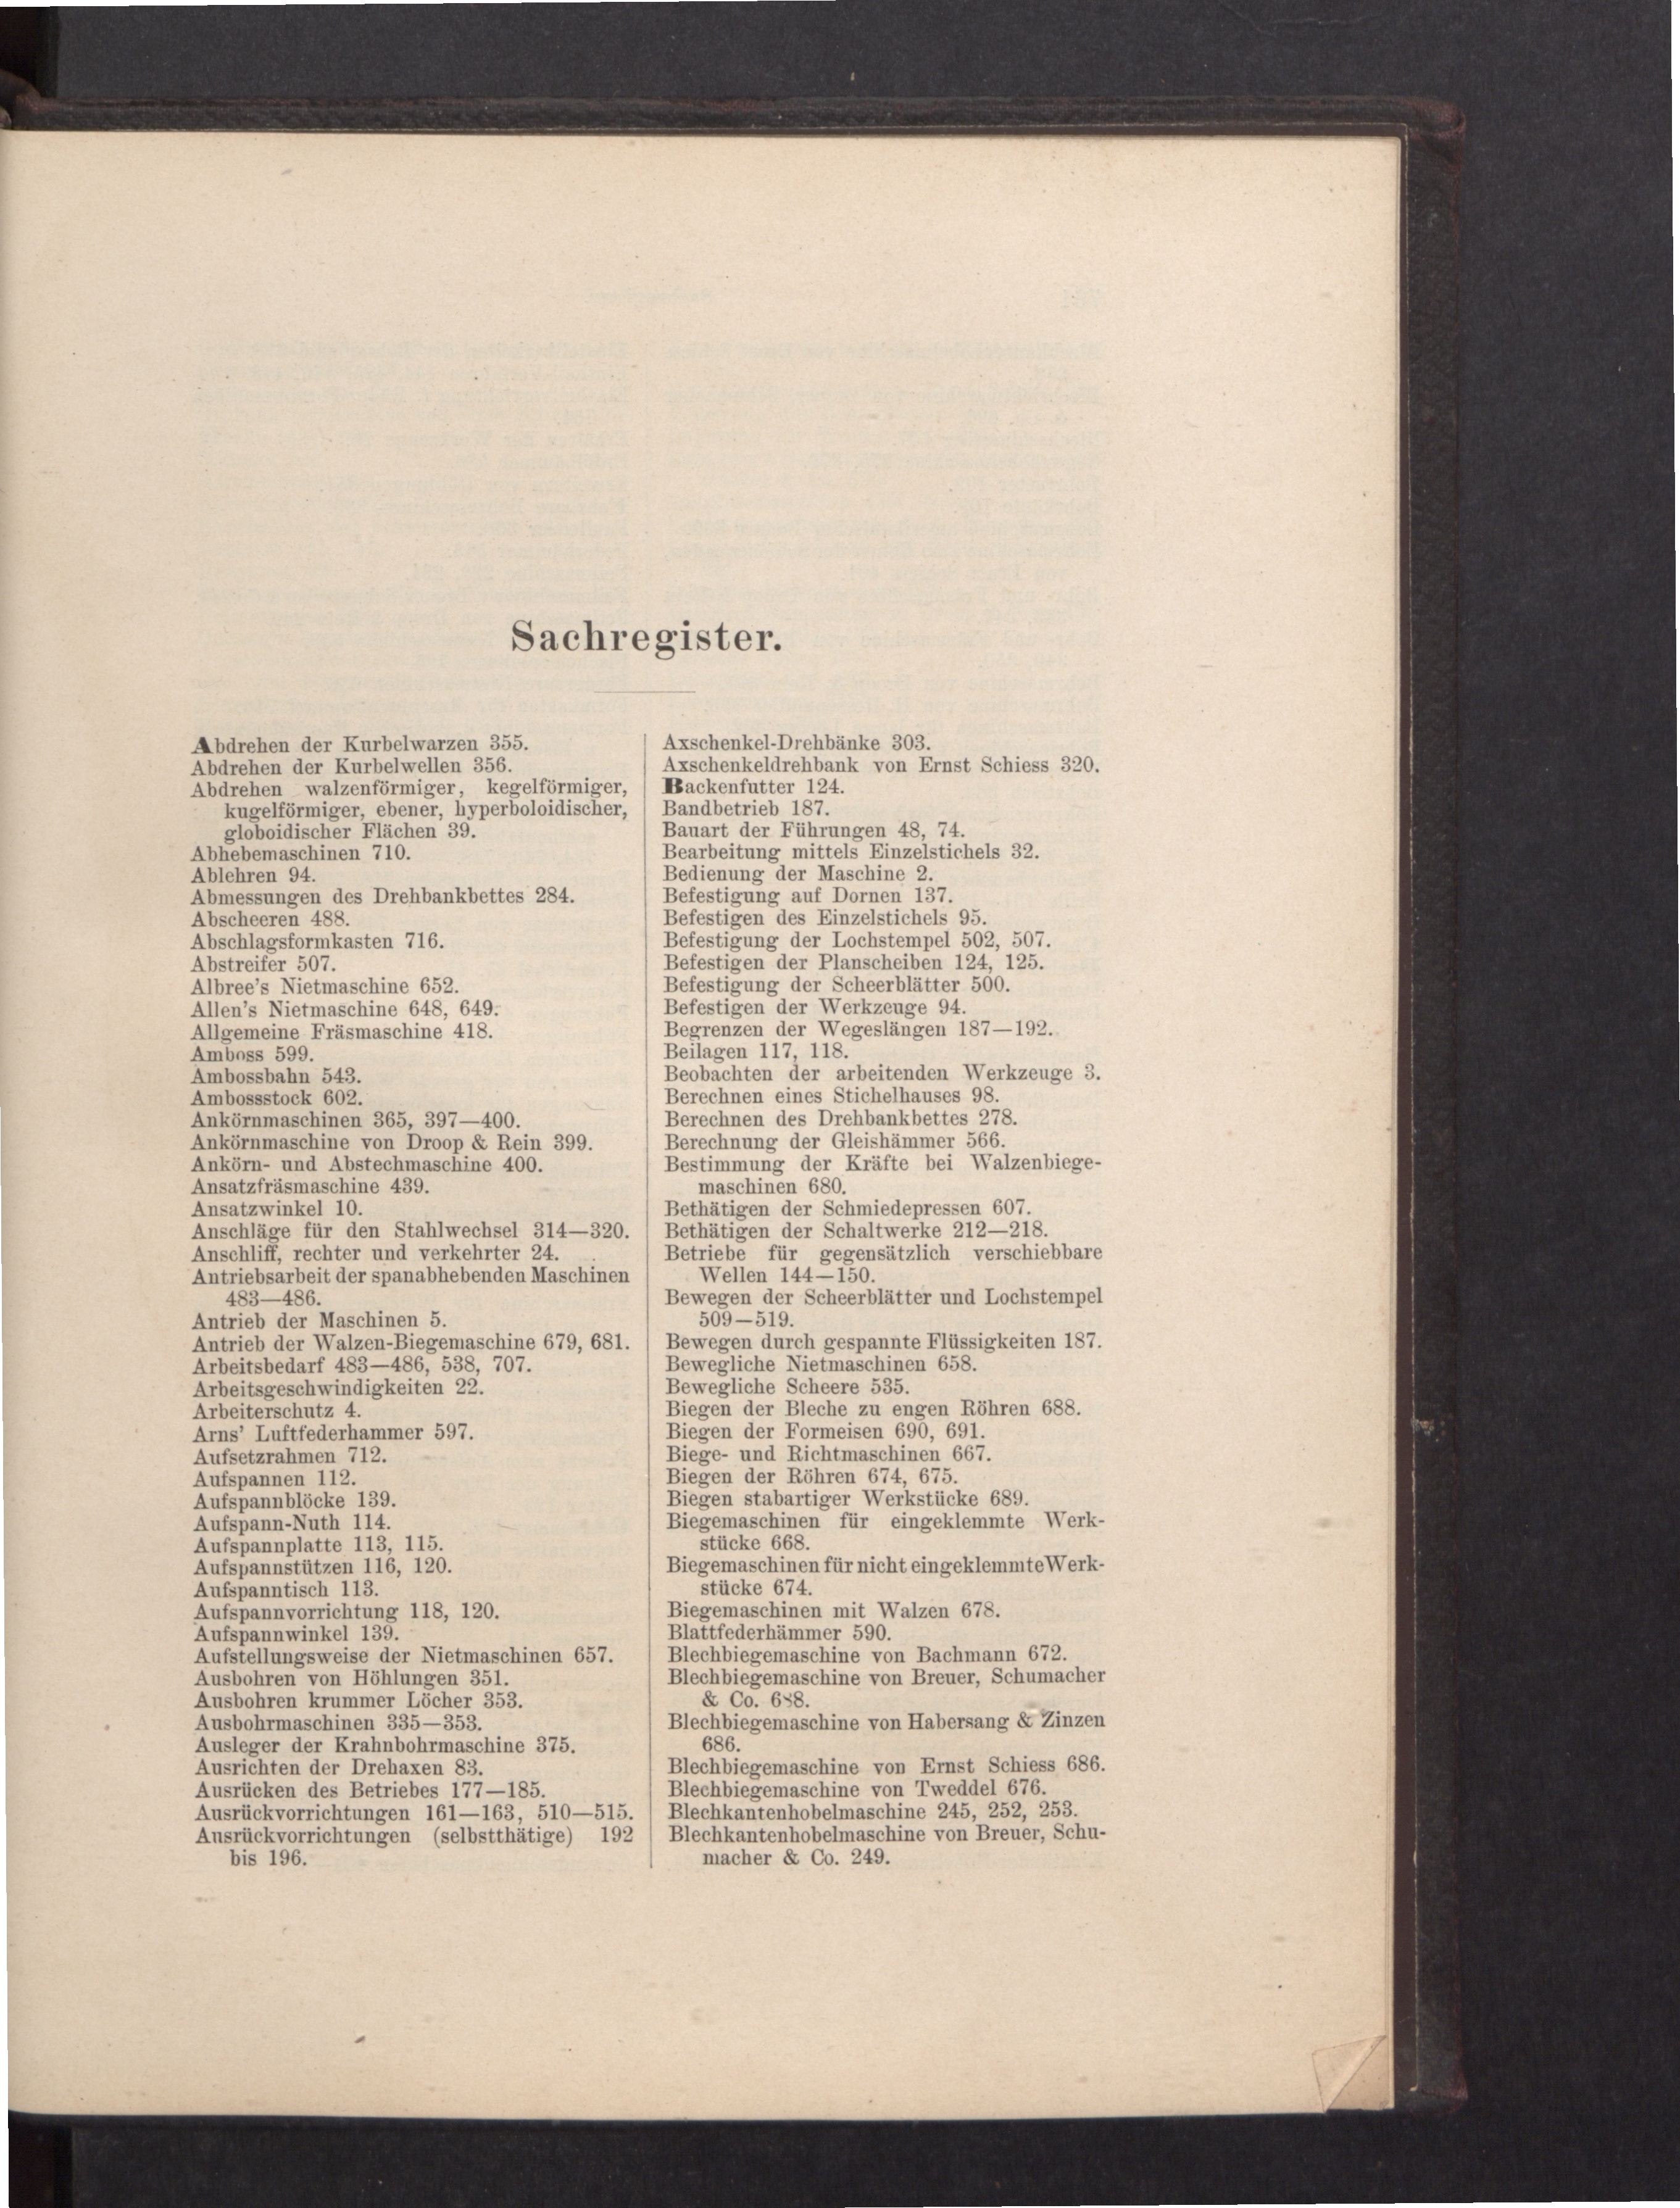 Sachregister.
Abdrehen der Kurbelwarzen 355.
Abdrehen der Kurbelwellen 356.
Abdrehen walzenförmiger, kegelförmiger,
kugelförmiger, ebener, hyperboloidischer,
globoidischer Flächen 39.
Abhebemaschinen 710.
Ablehren 94.
Abmessungen des Drehbankbettes 284.
Abscheeren 488.
Abschlagsformkasten 716.
Abstreifer 507.
Albree's Nietmaschine 652.
Allen's Nietmaschine 648, 649.
Allgemeine Fräsmaschine 418.
Amboss 599.
Ambossbahn 543.
Ambossstock 602.
Ankörnmaschinen 365, 397—400.
Ankörnmaschine von Droop & Rein 399.
Ankörn- und Abstechmaschine 400.
Ansatzfräsmaschine 439.
Ansatzwinkel 10.
Anschläge für den Stahlwechsel 314—320.
Anschliff, rechter und verkehrter 24.
Antriebsarbeit der spanabhebenden Maschinen
483—486.
Antrieb der Maschinen 5.
Antrieb der Walzen-Biegemaschine 679, 681.
Arbeitsbedarf 483—486, 538, 707.
Arbeitsgeschwindigkeiten 22.
Arbeiterschutz 4.
Arns' Luftfederhammer 597.
Aufsetzrahmen 712.
Aufspannen 112.
Aufspannblöcke 139.
Aufspann-Nuth 114.
Aufspannplatte 113, 115.
Aufspannstützen 116, 120.
Aufspanntisch 113.
Aufspannvorrichtung 118, 120.
Aufspannwinkel 139.
Aufstellungsweise der Nietmaschinen 657.
Ausbohren von Höhlungen 351.
Ausbohren krummer Löcher 353.
Ausbohrmaschinen 335—353.
Ausleger der Krahnbohrmaschine 375.
Ausrichten der Drehaxen 83.
Ausrücken des Betriebes 177—185.
Ausrückvorrichtungen 161—163, 510—515.
Ausrückvorrichtungen (selbstthätige) 192
bis 196.
Axschenkel-Drehbänke 303.
Axschenkeldrehbank von Ernst Schiess 320.
Backenfutter 124.
Bandbetrieb 187.
Bauart der Führungen 48, 74.
Bearbeitung mittels Einzelstichels 32.
Bedienung der Maschine 2.
Befestigung auf Dornen 137.
Befestigen des Einzelstichels 95.
Befestigung der Lochstempel 502, 507.
Befestigen der Planscheiben 124, 125.
Befestigung der Scheerblätter 500.
Befestigen der Werkzeuge 94.
Begrenzen der Wegeslängen 187—192.
Beilagen 117, 118.
Beobachten der arbeitenden Werkzeuge 3.
Berechnen eines Stichelhauses 98.
Berechnen des Drehbankbettes 278.
Berechnung der Gleishämmer 566.
Bestimmung der Kräfte bei Walzenbiege-
maschinen 680.
Bethätigen der Schmiedepressen 607.
Bethätigen der Schaltwerke 212—218.
Betriebe für gegensätzlich verschiebbare
Wellen 144—150.
Bewegen der Scheerblätter und Lochstempel
509—519.
Bewegen durch gespannte Flüssigkeiten 187.
Bewegliche Nietmaschinen 658.
Bewegliche Scheere 535.
Biegen der Bleche zu engen Röhren 688.
Biegen der Formeisen 690, 691.
Biege- und Richtmaschinen 667.
Biegen der Röhren 674, 675.
Biegen stabartiger Werkstücke 689.
Biegemaschinen für eingeklemmte Werk-
stücke 668.
Biegemaschinen für nicht eingeklemmte Werk-
stücke 674.
Biegemaschinen mit Walzen 678.
Blattfederhämmer 590.
Blechbiegemaschine von Bachmann 672.
Blechbiegemaschine von Breuer, Schumacher
& Co. 688.
Blechbiegemaschine von Habersang & Zinzen
686.
Blechbiegemaschine von Ernst Schiess 686.
Blechbiegemaschine von Tweddel 676.
Blechkantenhobelmaschine 245, 252, 253.
Blechkantenhobelmaschine von Breuer, Schu-
macher & Co. 249.